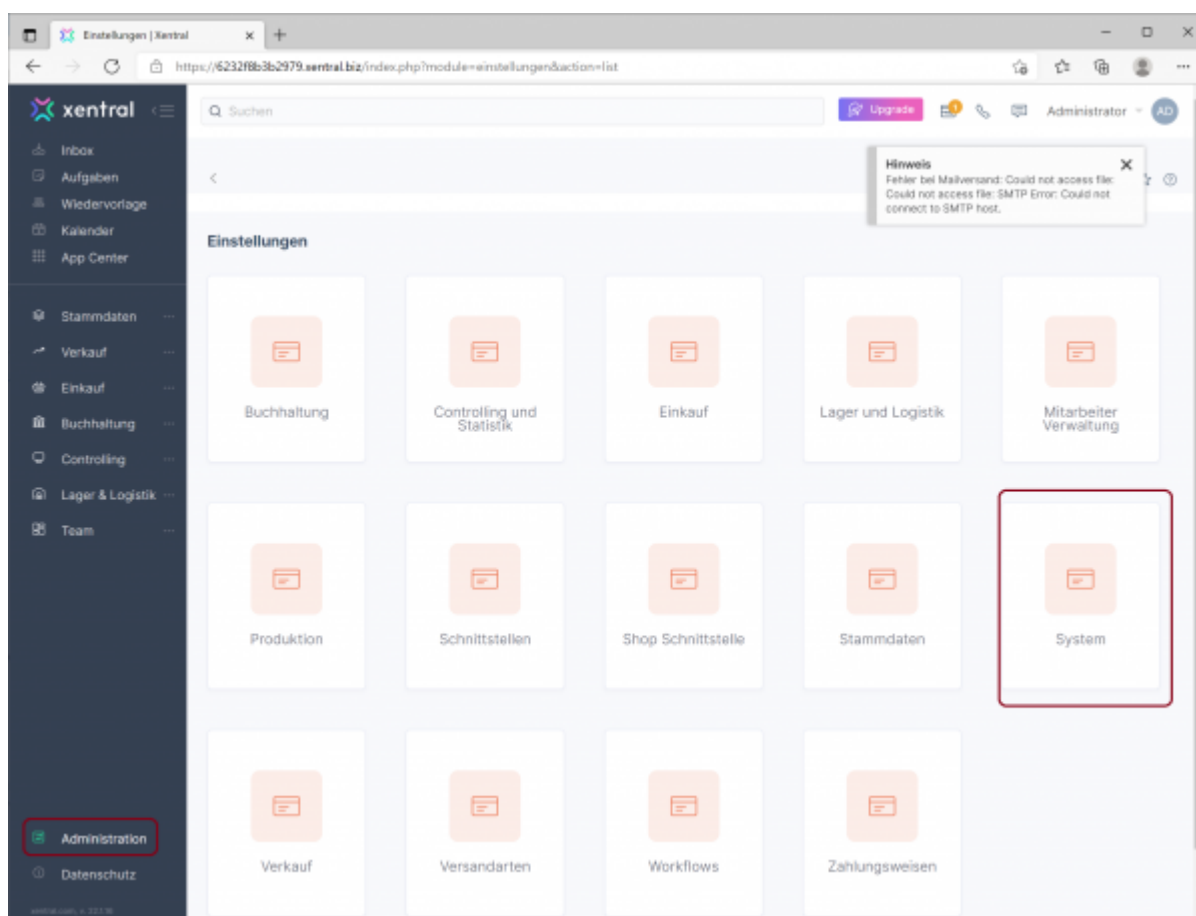 Einstellungen | Xentral
https://6232f8b3b2979.xentral.biz/index.php?module=einstellungen&action=list
xentral
Suchen
Upgrade
1
Administrator
AD
Inbox
Aufgaben
Wiedervorlage
Kalender
App Center
Stammdaten
Verkauf
Einkauf
Buchhaltung
Controlling
Lager & Logistik
Team
Administration
Datenschutz
Hinweis
Fehler bei Mailversand: Could not access file:
Could not access file: SMTP Error: Could not
connect to SMTP host.
Einstellungen
Buchhaltung
Controlling und
Statistik
Einkauf
Lager und Logistik
Mitarbeiter
Verwaltung
Produktion
Schnittstellen
Shop Schnittstelle
Stammdaten
System
Verkauf
Versandarten
Workflows
Zahlungsweisen